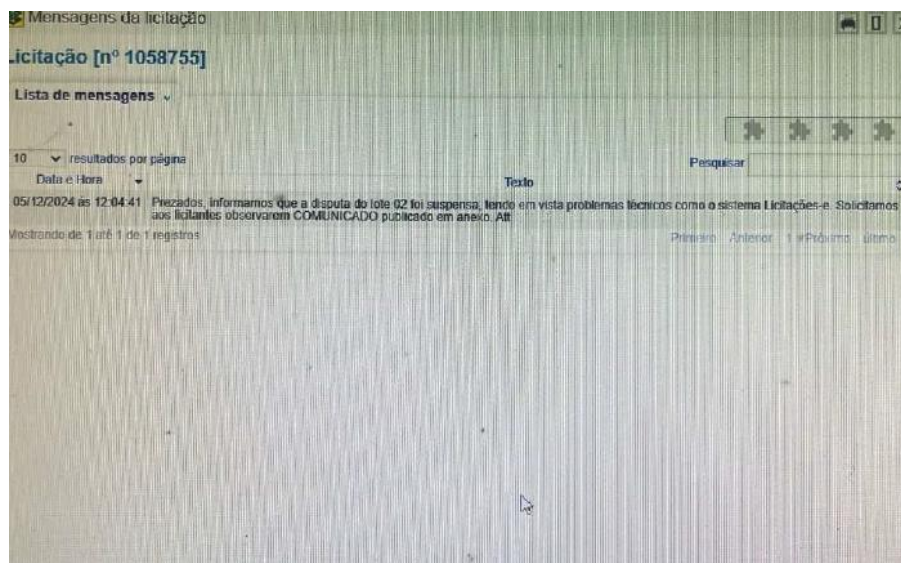 Mensagens da licitação
Licitação [nº 1058755]
Lista de mensagens
10 resultados por página
Pesquisar
Data e Hora Texto
05/12/2024 às 12:04:41 Prezados, informamos que a disputa do lote 02 foi suspensa, tendo em vista problemas técnicos como o sistema Licitações-e. Solicitamos
aos licitantes observarem COMUNICADO publicado em anexo. Att
Mostrando de 1 até 1 de 1 registros
Primeiro Anterior 1 Próximo último